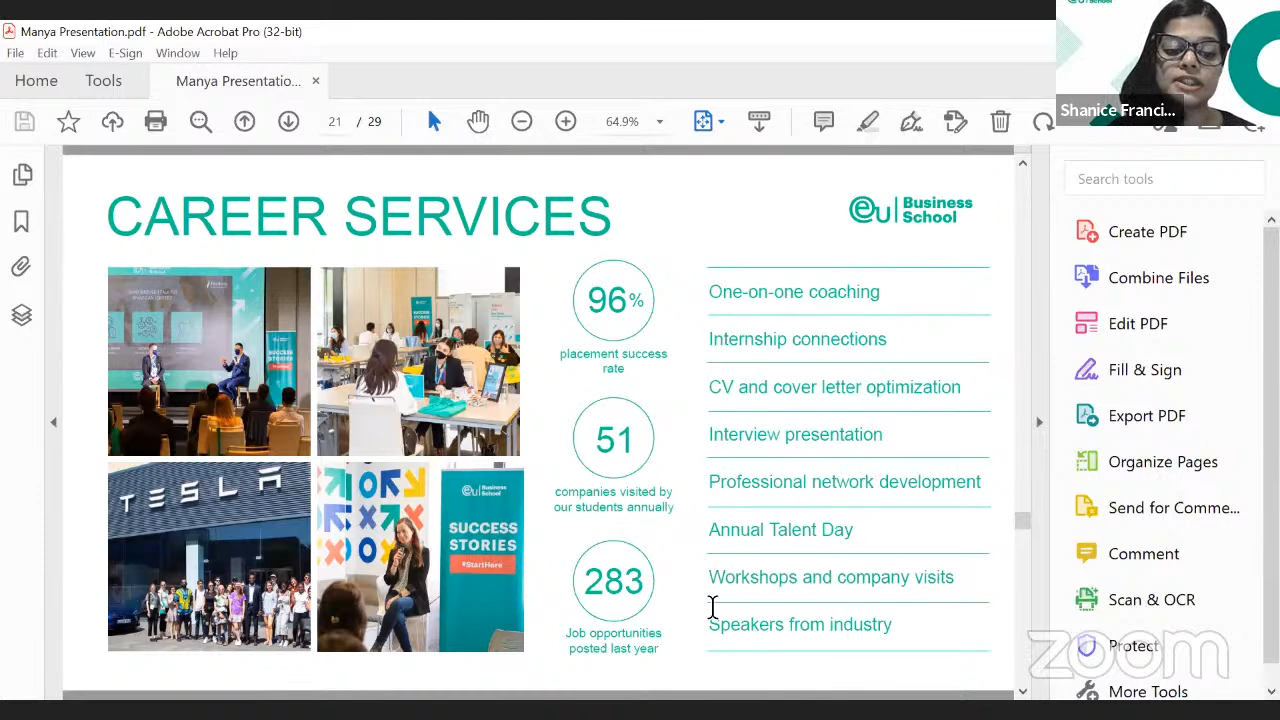 Manya Presentation.pdf - Adobe Acrobat Pro (32-bit)
File Edit View E-Sign Window Help
Home Tools Manya Presentatio... ×
21 / 29 64.9%
Shanice Franci...
CAREER SERVICES
eu| Business School
96%
placement success
rate
51
companies visited by
our students annually
283
Job opportunities
posted last year
One-on-one coaching
Internship connections
CV and cover letter optimization
Interview presentation
Professional network development
Annual Talent Day
Workshops and company visits
Speakers from industry
TESLA
eu| Business School
SUCCESS
STORIES
#StartHere
SUCCESS
STORIES
Search tools
Create PDF
Combine Files
Edit PDF
Fill & Sign
Export PDF
Organize Pages
Send for Comme...
Comment
Scan & OCR
Protect
More Tools
zoom